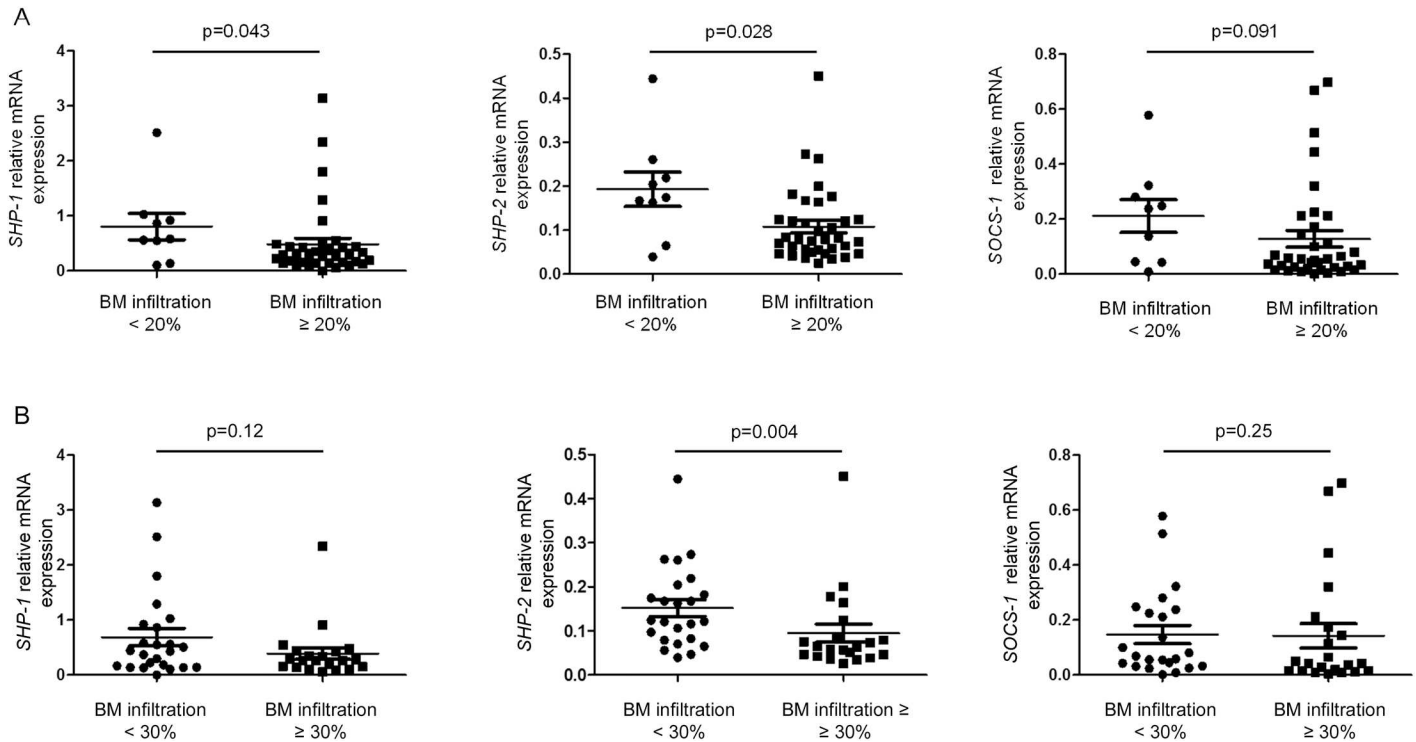 A
p=0.043
SHP-1 relative mRNA
expression
4
3
2
1
0
BM infiltration
< 20%
BM infiltration
≥ 20%
p=0.028
SHP-2 relative mRNA
expression
0.5
0.4
0.3
0.2
0.1
0.0
BM infiltration
< 20%
BM infiltration
≥ 20%
p=0.091
SOCS-1 relative mRNA
expression
0.8
0.6
0.4
0.2
0.0
BM infiltration
< 20%
BM infiltration
≥ 20%
B
p=0.12
SHP-1 relative mRNA
expression
4
3
2
1
0
BM infiltration
< 30%
BM infiltration
≥ 30%
p=0.004
SHP-2 relative mRNA
expression
0.5
0.4
0.3
0.2
0.1
0.0
BM infiltration
< 30%
BM infiltration ≥
≥ 30%
p=0.25
SOCS-1 relative mRNA
expression
0.8
0.6
0.4
0.2
0.0
BM infiltration
< 30%
BM infiltration
≥ 30%